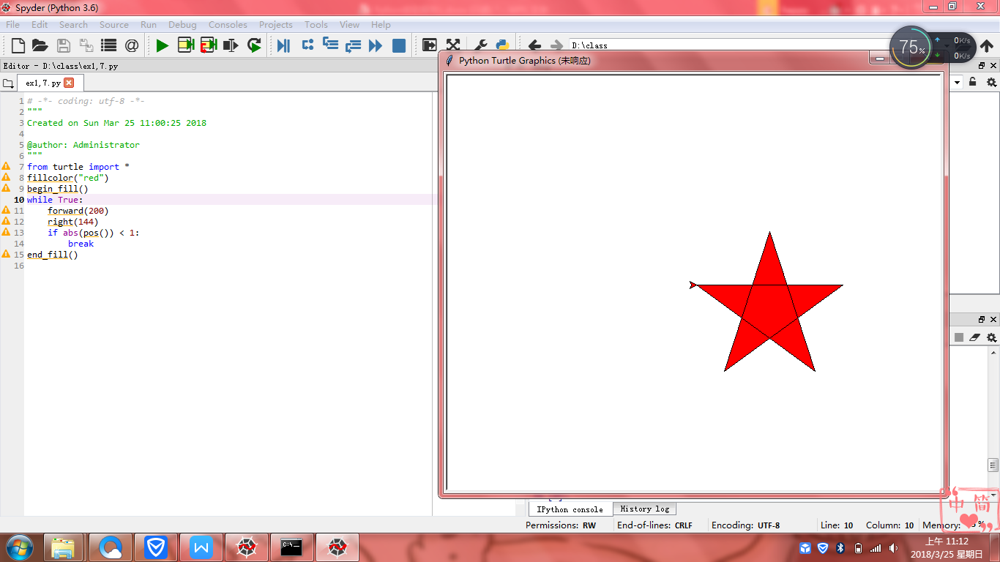 Spyder (Python 3.6)
File Edit Search Source Run Debug Consoles Projects Tools View Help
D:\class
75%
0K/s
0K/s
Python Turtle Graphics (未响应)
Editor - D:\class\ex1,7.py
ex1,7.py
1 # -*- coding: utf-8 -*-
2 """
3 Created on Sun Mar 25 11:00:25 2018
4
5 @author: Administrator
6 """
7 from turtle import *
8 fillcolor("red")
9 begin_fill()
10 while True:
11     forward(200)
12     right(144)
13     if abs(pos()) < 1:
14         break
15 end_fill()
16
IPython console History log
Permissions: RW End-of-lines: CRLF Encoding: UTF-8 Line: 10 Column: 10 Memory: %
中 简
C:\_
上午 11:12
2018/3/25 星期日